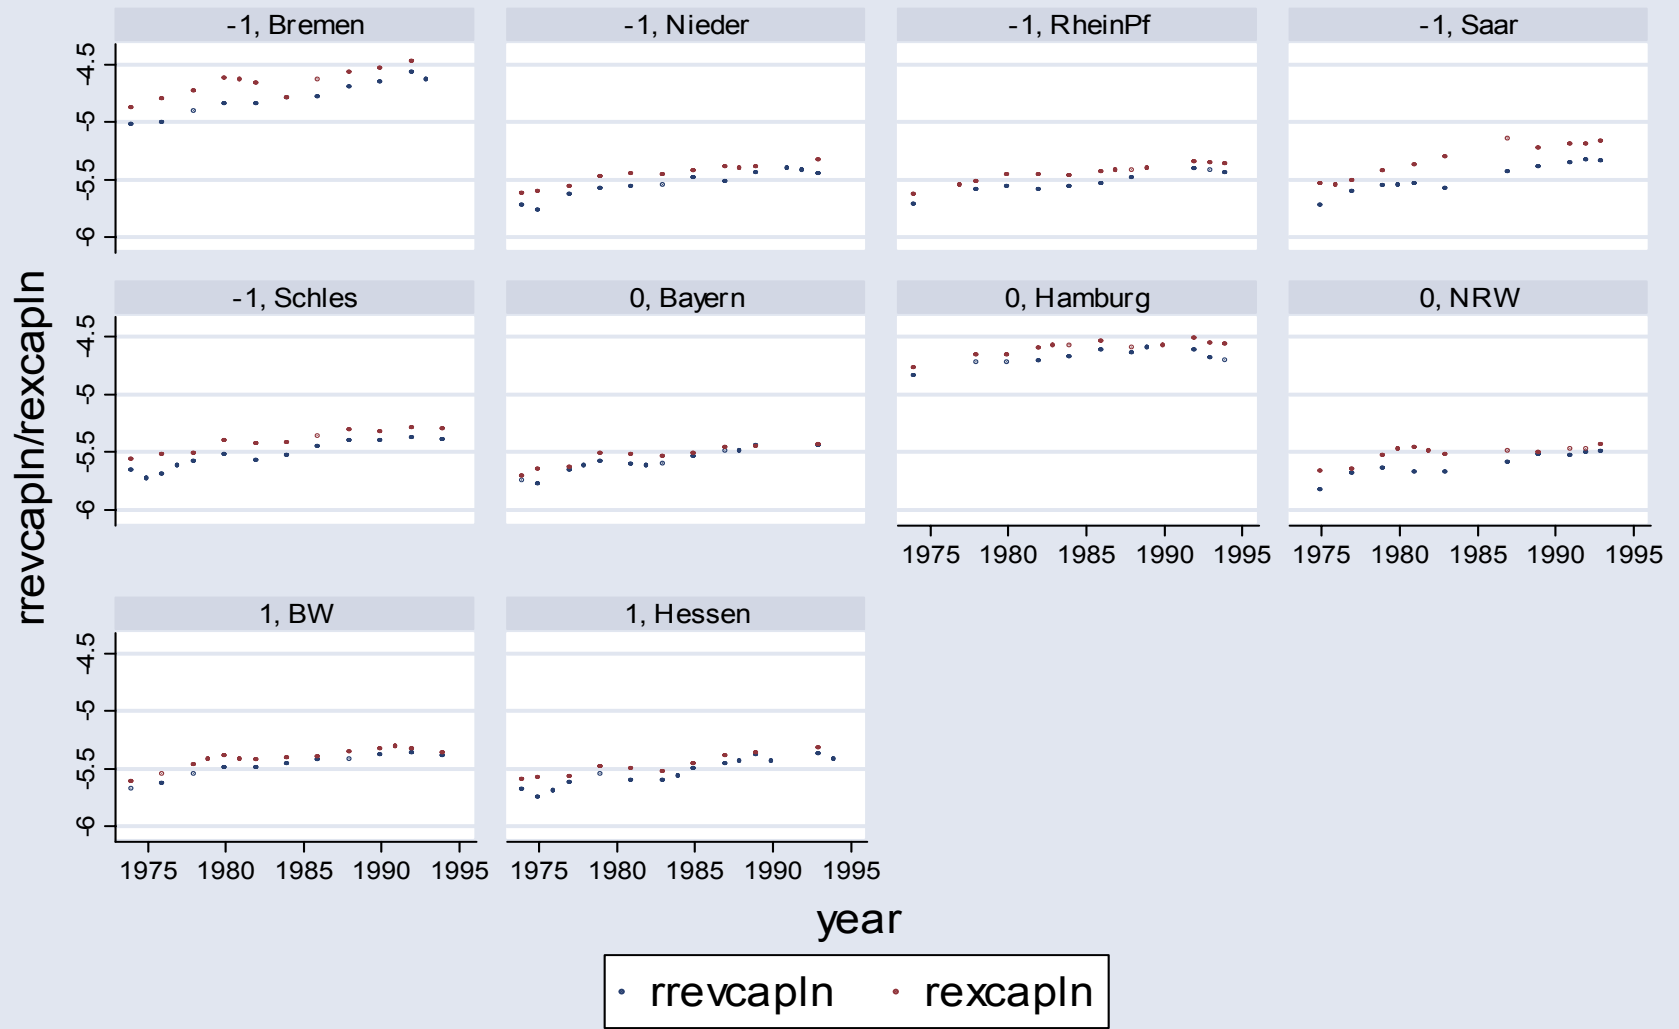 -1, Bremen
-1, Nieder
-1, RheinPf
-1, Saar
-4.5
-5
-5.5
-6
-1, Schles
0, Bayern
0, Hamburg
0, NRW
-4.5
-5
-5.5
-6
1975 1980 1985 1990 1995
1975 1980 1985 1990 1995
1, BW
1, Hessen
-4.5
-5
-5.5
-6
1975 1980 1985 1990 1995
1975 1980 1985 1990 1995
rrevcapln/rexcapln
year
rrevcapln
rexcapln